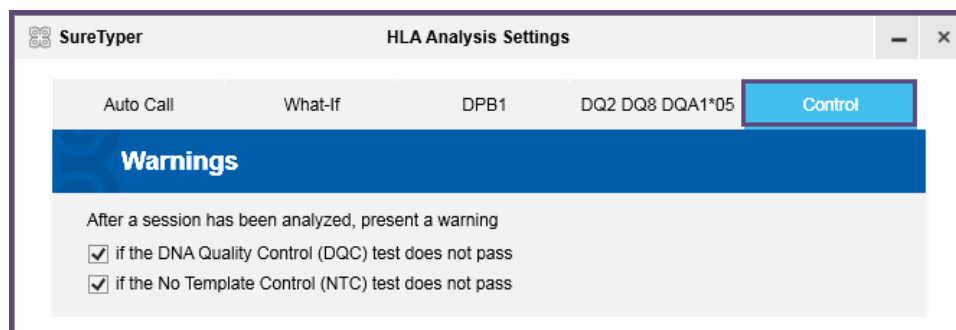 SureTyper HLA Analysis Settings
Auto Call What-If DPB1 DQ2 DQ8 DQA1*05 Control
Warnings
After a session has been analyzed, present a warning
if the DNA Quality Control (DQC) test does not pass
if the No Template Control (NTC) test does not pass